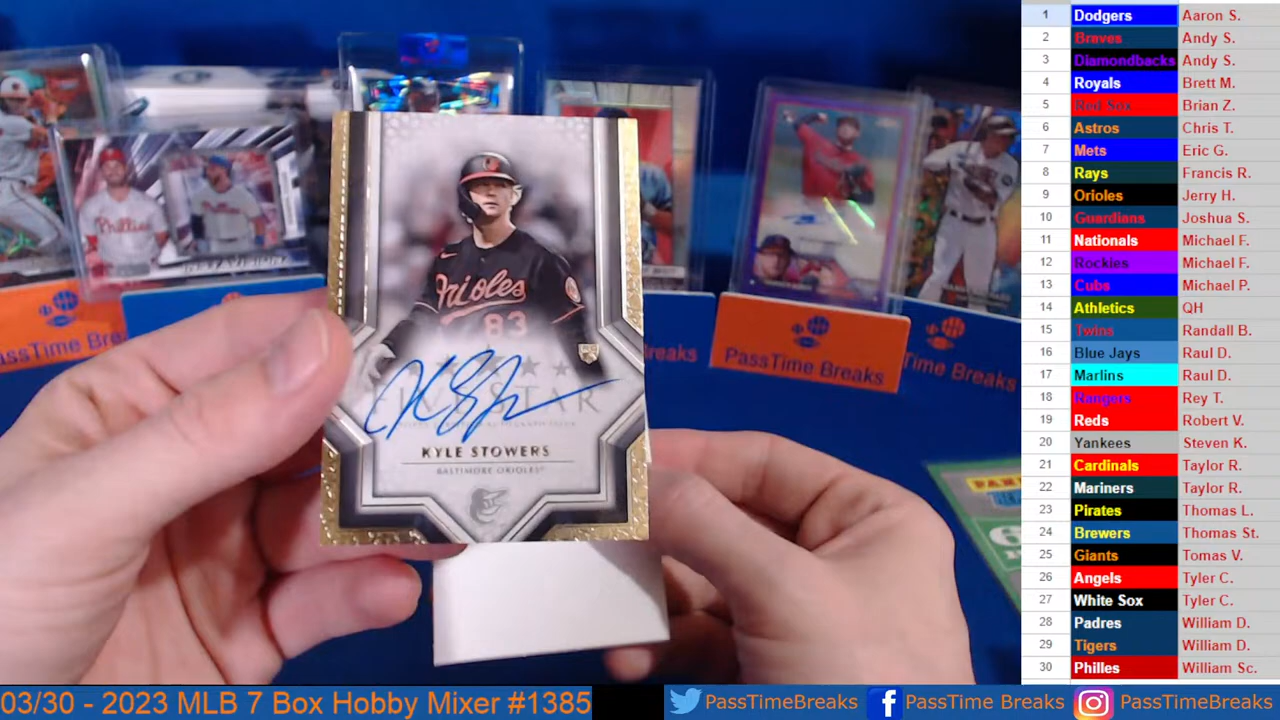 Phillies
PassTime Breaks
Breaks
PassTime Breaks
PassTime Breaks
Orioles
83
KYLE STOWERS
BALTIMORE ORIOLES
1 Dodgers Aaron S.
2 Braves Andy S.
3 Diamondbacks Andy S.
4 Royals Brett M.
5 Red Sox Brian Z.
6 Astros Chris T.
7 Mets Eric G.
8 Rays Francis R.
9 Orioles Jerry H.
10 Guardians Joshua S.
11 Nationals Michael F.
12 Rockies Michael F.
13 Cubs Michael P.
14 Athletics QH
15 Twins Randall B.
16 Blue Jays Raul D.
17 Marlins Raul D.
18 Rangers Rey T.
19 Reds Robert V.
20 Yankees Steven K.
21 Cardinals Taylor R.
22 Mariners Taylor R.
23 Pirates Thomas L.
24 Brewers Thomas St.
25 Giants Tomas V.
26 Angels Tyler C.
27 White Sox Tyler C.
28 Padres William D.
29 Tigers William D.
30 Philles William Sc.
03/30 - 2023 MLB 7 Box Hobby Mixer #1385
PassTimeBreaks
PassTime Breaks
PassTimeBreaks